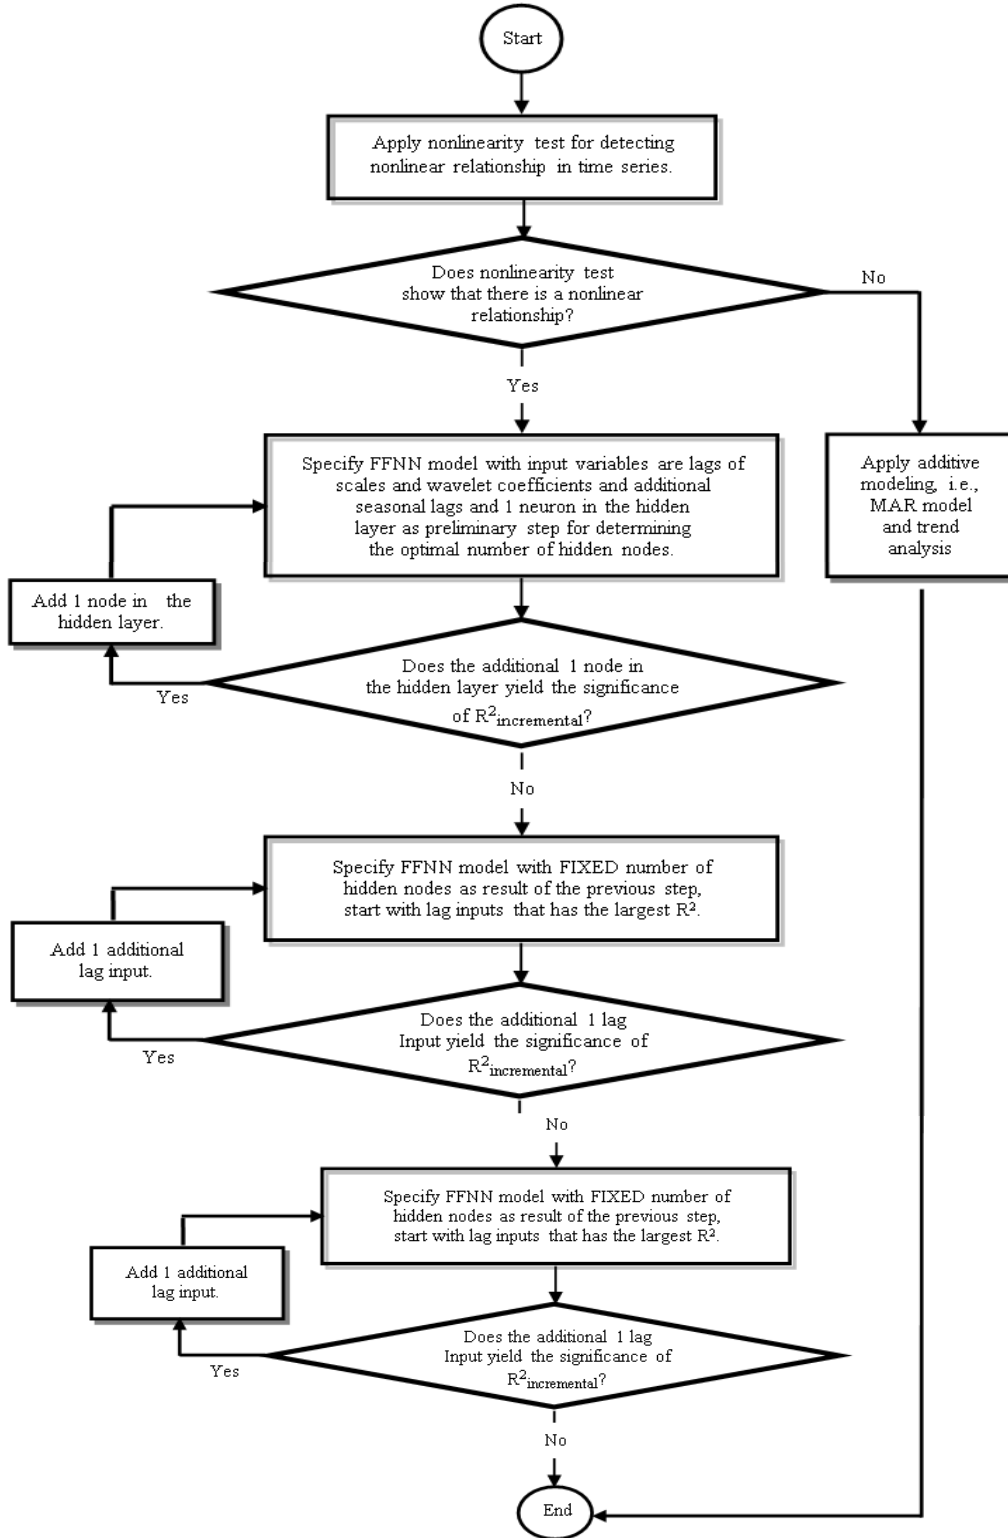 Start
Apply nonlinearity test for detecting
nonlinear relationship in time series.
Does nonlinearity test
show that there is a nonlinear
relationship?
No
Yes
Specify FFNN model with input variables are lags of
scales and wavelet coefficients and additional
seasonal lags and 1 neuron in the hidden
layer as preliminary step for determining
the optimal number of hidden nodes.
Apply additive
modeling, i.e.,
MAR model
and trend
analysis
Add 1 node in the
hidden layer.
Does the additional 1 node in
the hidden layer yield the significance
of R²incremental?
Yes
No
Specify FFNN model with FIXED number of
hidden nodes as result of the previous step,
start with lag inputs that has the largest R².
Add 1 additional
lag input.
Does the additional 1 lag
Input yield the significance of
R²incremental?
Yes
No
Specify FFNN model with FIXED number of
hidden nodes as result of the previous step,
start with lag inputs that has the largest R².
Add 1 additional
lag input.
Does the additional 1 lag
Input yield the significance of
R²incremental?
Yes
No
End